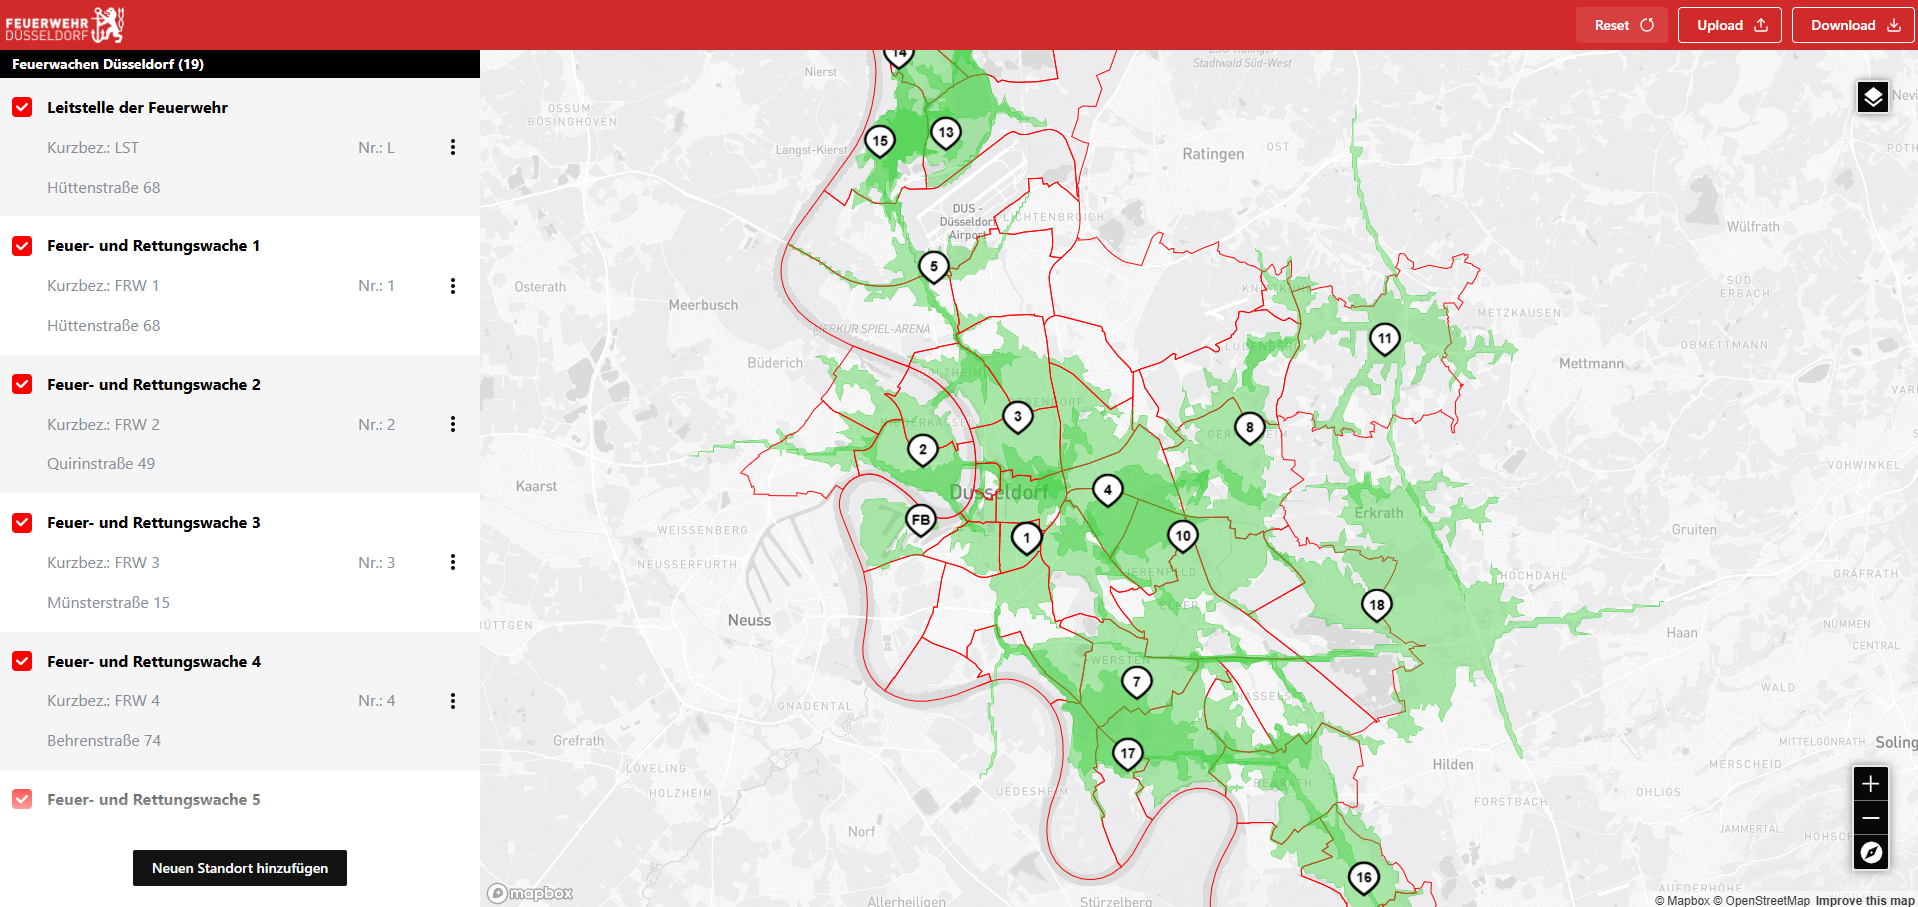 FEUERWEHR
DÜSSELDORF
Reset
Upload
Download
Feuerwachen Düsseldorf (19)
Leitstelle der Feuerwehr
Kurzbez.: LST
Nr.: L
Hüttenstraße 68
Feuer- und Rettungswache 1
Kurzbez.: FRW 1
Nr.: 1
Hüttenstraße 68
Feuer- und Rettungswache 2
Kurzbez.: FRW 2
Nr.: 2
Quirinstraße 49
Feuer- und Rettungswache 3
Kurzbez.: FRW 3
Nr.: 3
Münsterstraße 15
Feuer- und Rettungswache 4
Kurzbez.: FRW 4
Nr.: 4
Behrenstraße 74
Feuer- und Rettungswache 5
Neuen Standort hinzufügen
14
Nierst
Stadtwald Süd-West
OSSUM-
BÖSINGHOVEN
15
13
Langst-Kierst
Ratingen
OST
DUS -
Düsseldorf
Airport
LICHTENBROICH
Wülfrath
5
Osterath
Meerbusch
SÜD-
ERBACH
METZKAUSEN
MERKUR SPIEL-ARENA
11
OBMETTMANN
Büderich
Mettmann
3
8
2
VOHWINKEL
Kaarst
Düsseldorf
4
Erkrath
FB
WEISSENBERG
1
10
Gruiten
NEUSSERFURTH
HOCHDAHL
GRÄFRATH
18
Neuss
ELLER
NÜMMEN
Haan
CENTRAL
WERSTEN
7
HASSELS
WALD
GNADENTAL
Grefrath
17
MITTELGÖNRATH
Soling
Hilden
MERSCHEID
LÖVELING
HOLZHEIM
UEDESHEIM
BENRATH
OHLIGS
FORSTBACH
Norf
JAMMERTAL
16
mapbox
Allerheiligen
Stürzelberg
© Mapbox © OpenStreetMap Improve this map